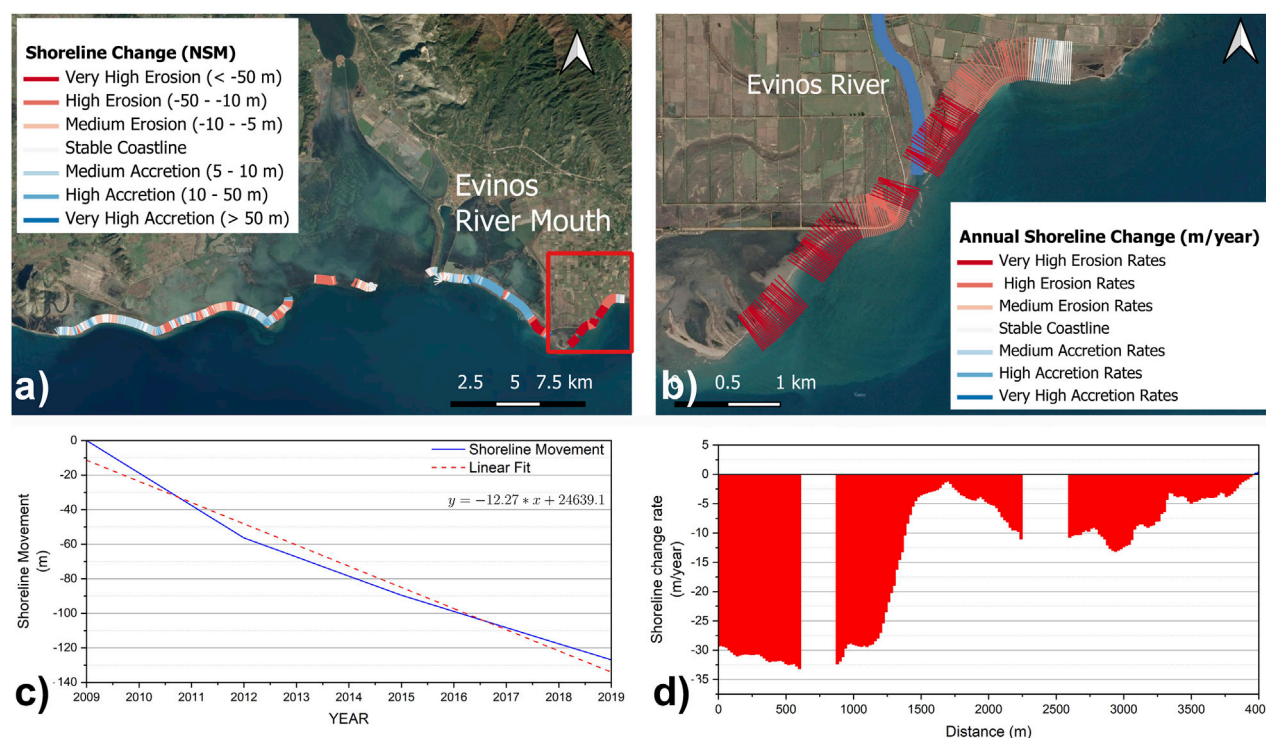 Shoreline Change (NSM)
Very High Erosion (< -50 m)
High Erosion (-50 - -10 m)
Medium Erosion (-10 - -5 m)
Stable Coastline
Medium Accretion (5 - 10 m)
High Accretion (10 - 50 m)
Very High Accretion (> 50 m)
Evinos
River Mouth
2.5 5 7.5 km
a)
Evinos River
Annual Shoreline Change (m/year)
Very High Erosion Rates
High Erosion Rates
Medium Erosion Rates
Stable Coastline
Medium Accretion Rates
High Accretion Rates
Very High Accretion Rates
0 0.5 1 km
b)
Shoreline Movement
Linear Fit
y = −12.27 ∗ x + 24639.1
0
-20
-40
-60
-80
-100
-120
-140
Shoreline Movement
(m)
2009 2010 2011 2012 2013 2014 2015 2016 2017 2018 2019
YEAR
c)
5
0
-5
-10
-15
-20
-25
-30
-35
Shoreline change rate
(m/year)
0 500 1000 1500 2000 2500 3000 3500 400
Distance (m)
d)